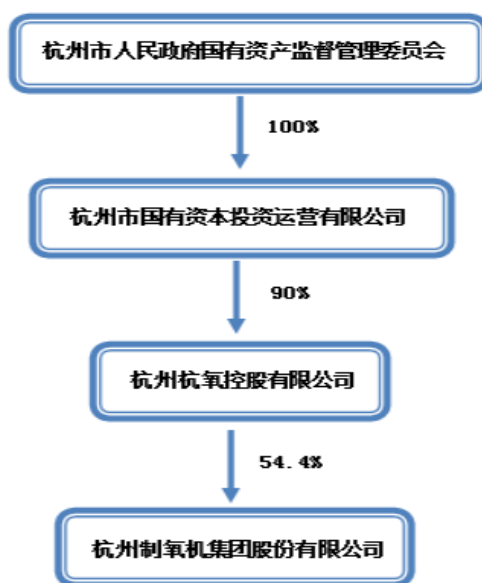 杭州市人民政府国有资产监督管理委员会
100%
杭州市国有资本投资运营有限公司
90%
杭州杭氧控股有限公司
54.4%
杭州制氧机集团股份有限公司